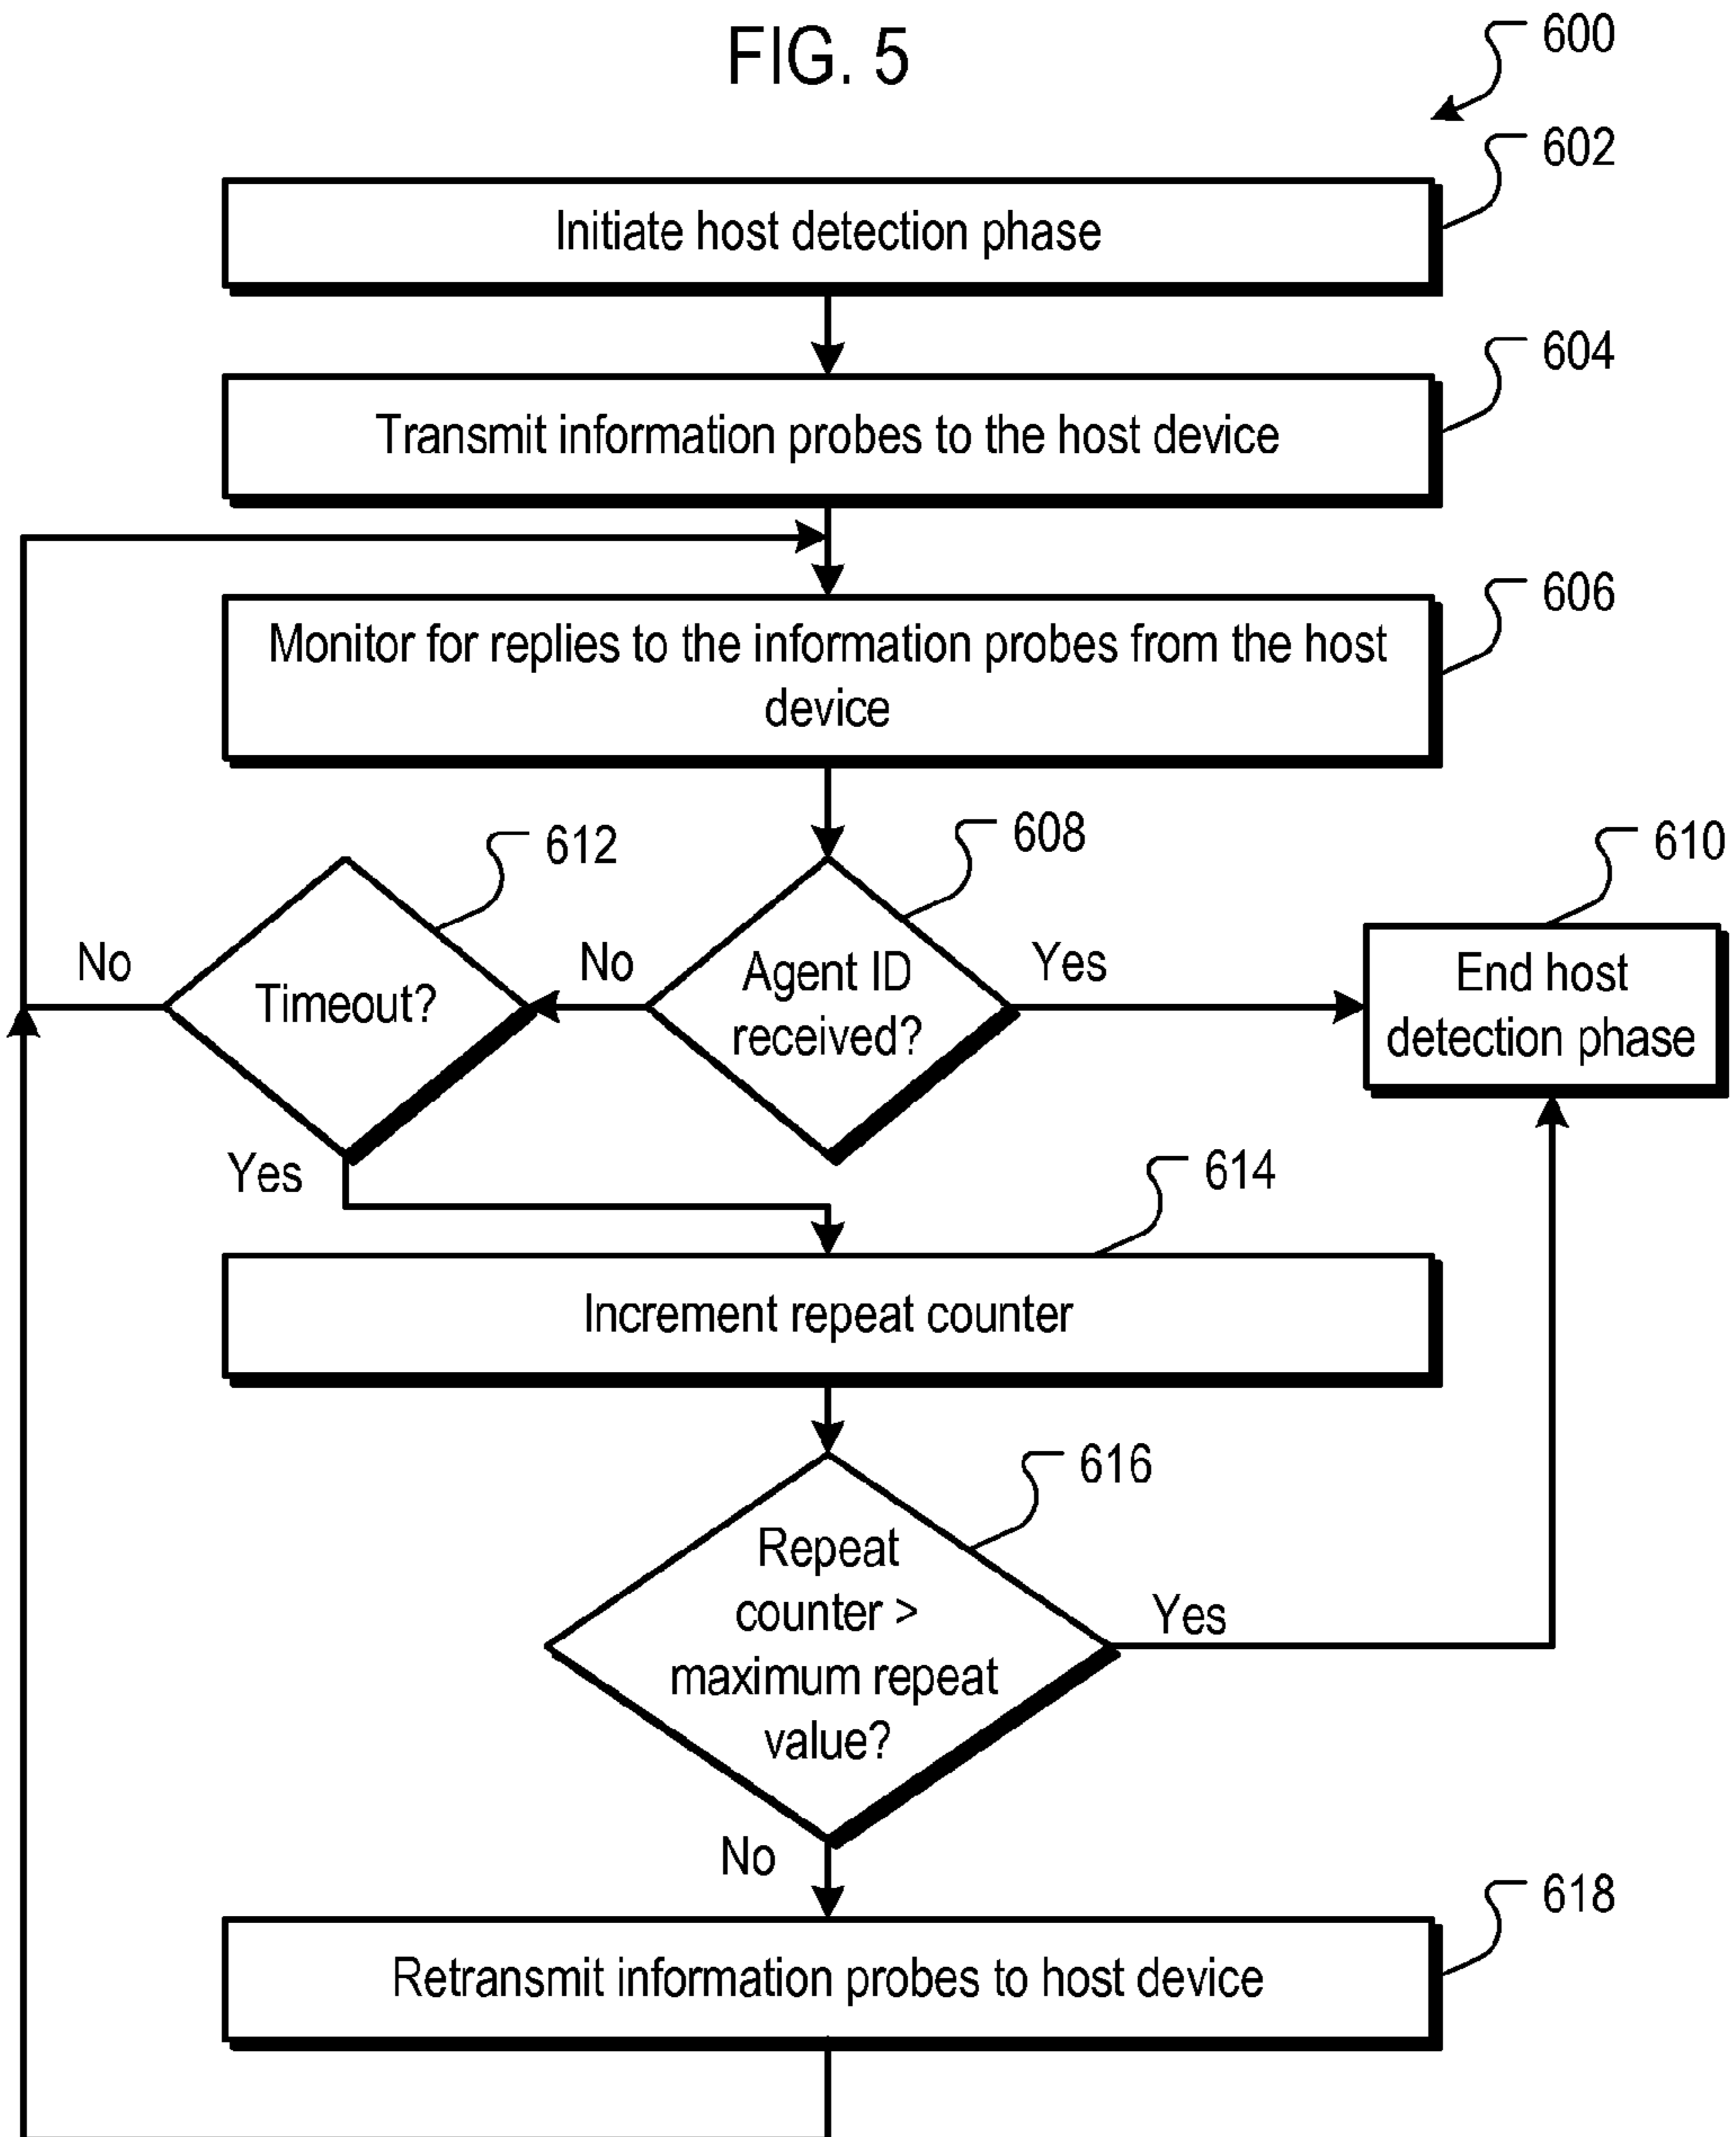 FIG. 5
600
602
Initiate host detection phase
604
Transmit information probes to the host device
606
Monitor for replies to the information probes from the host
device
612
608
610
No
Timeout?
No
Agent ID
received?
Yes
End host
detection phase
Yes
614
Increment repeat counter
616
Repeat
counter >
maximum repeat
value?
Yes
No
618
Retransmit information probes to host device